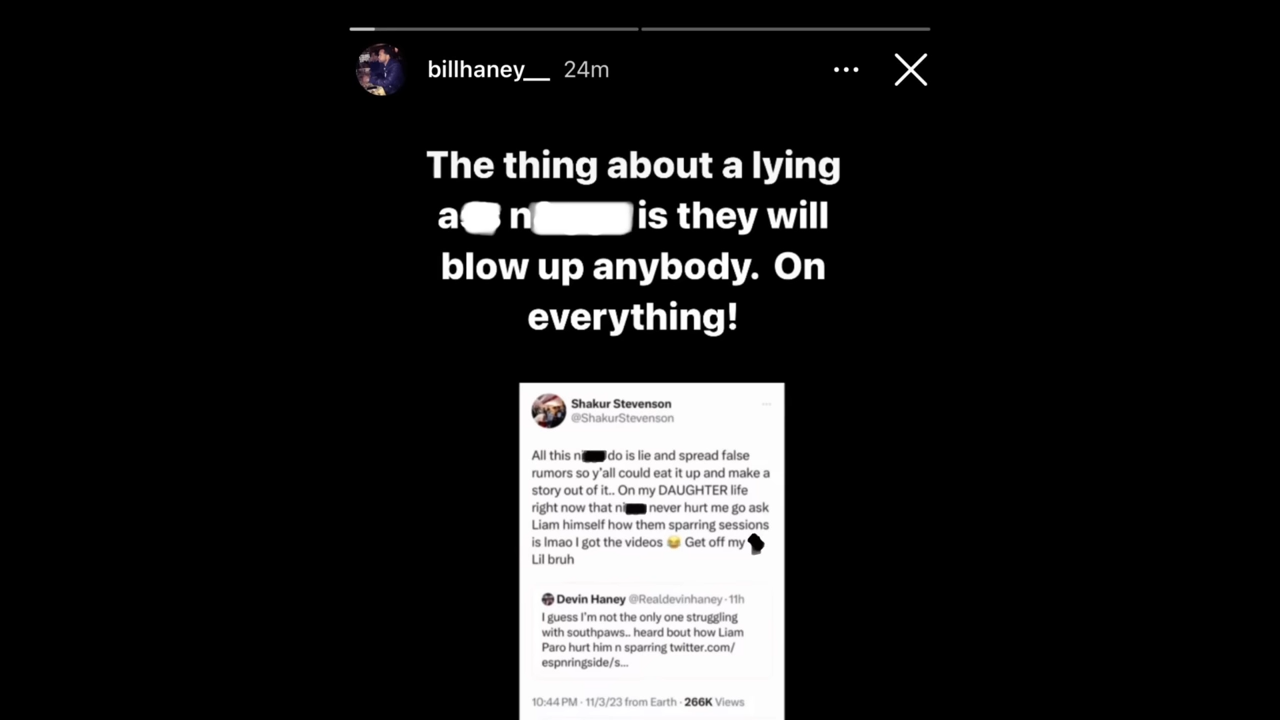 billhaney__ 24m
The thing about a lying
a n is they will
blow up anybody. On
everything!
Shakur Stevenson
@ShakurStevenson
All this ni do is lie and spread false
rumors so y'all could eat it up and make a
story out of it.. On my DAUGHTER life
right now that ni never hurt me go ask
Liam himself how them sparring sessions
is lmao I got the videos 😂 Get off my
Lil bruh
Devin Haney @Realdevinhaney · 11h
I guess I'm not the only one struggling
with southpaws.. heard bout how Liam
Paro hurt him n sparring twitter.com/
espnringside/s...
10:44 PM · 11/3/23 from Earth · 266K Views